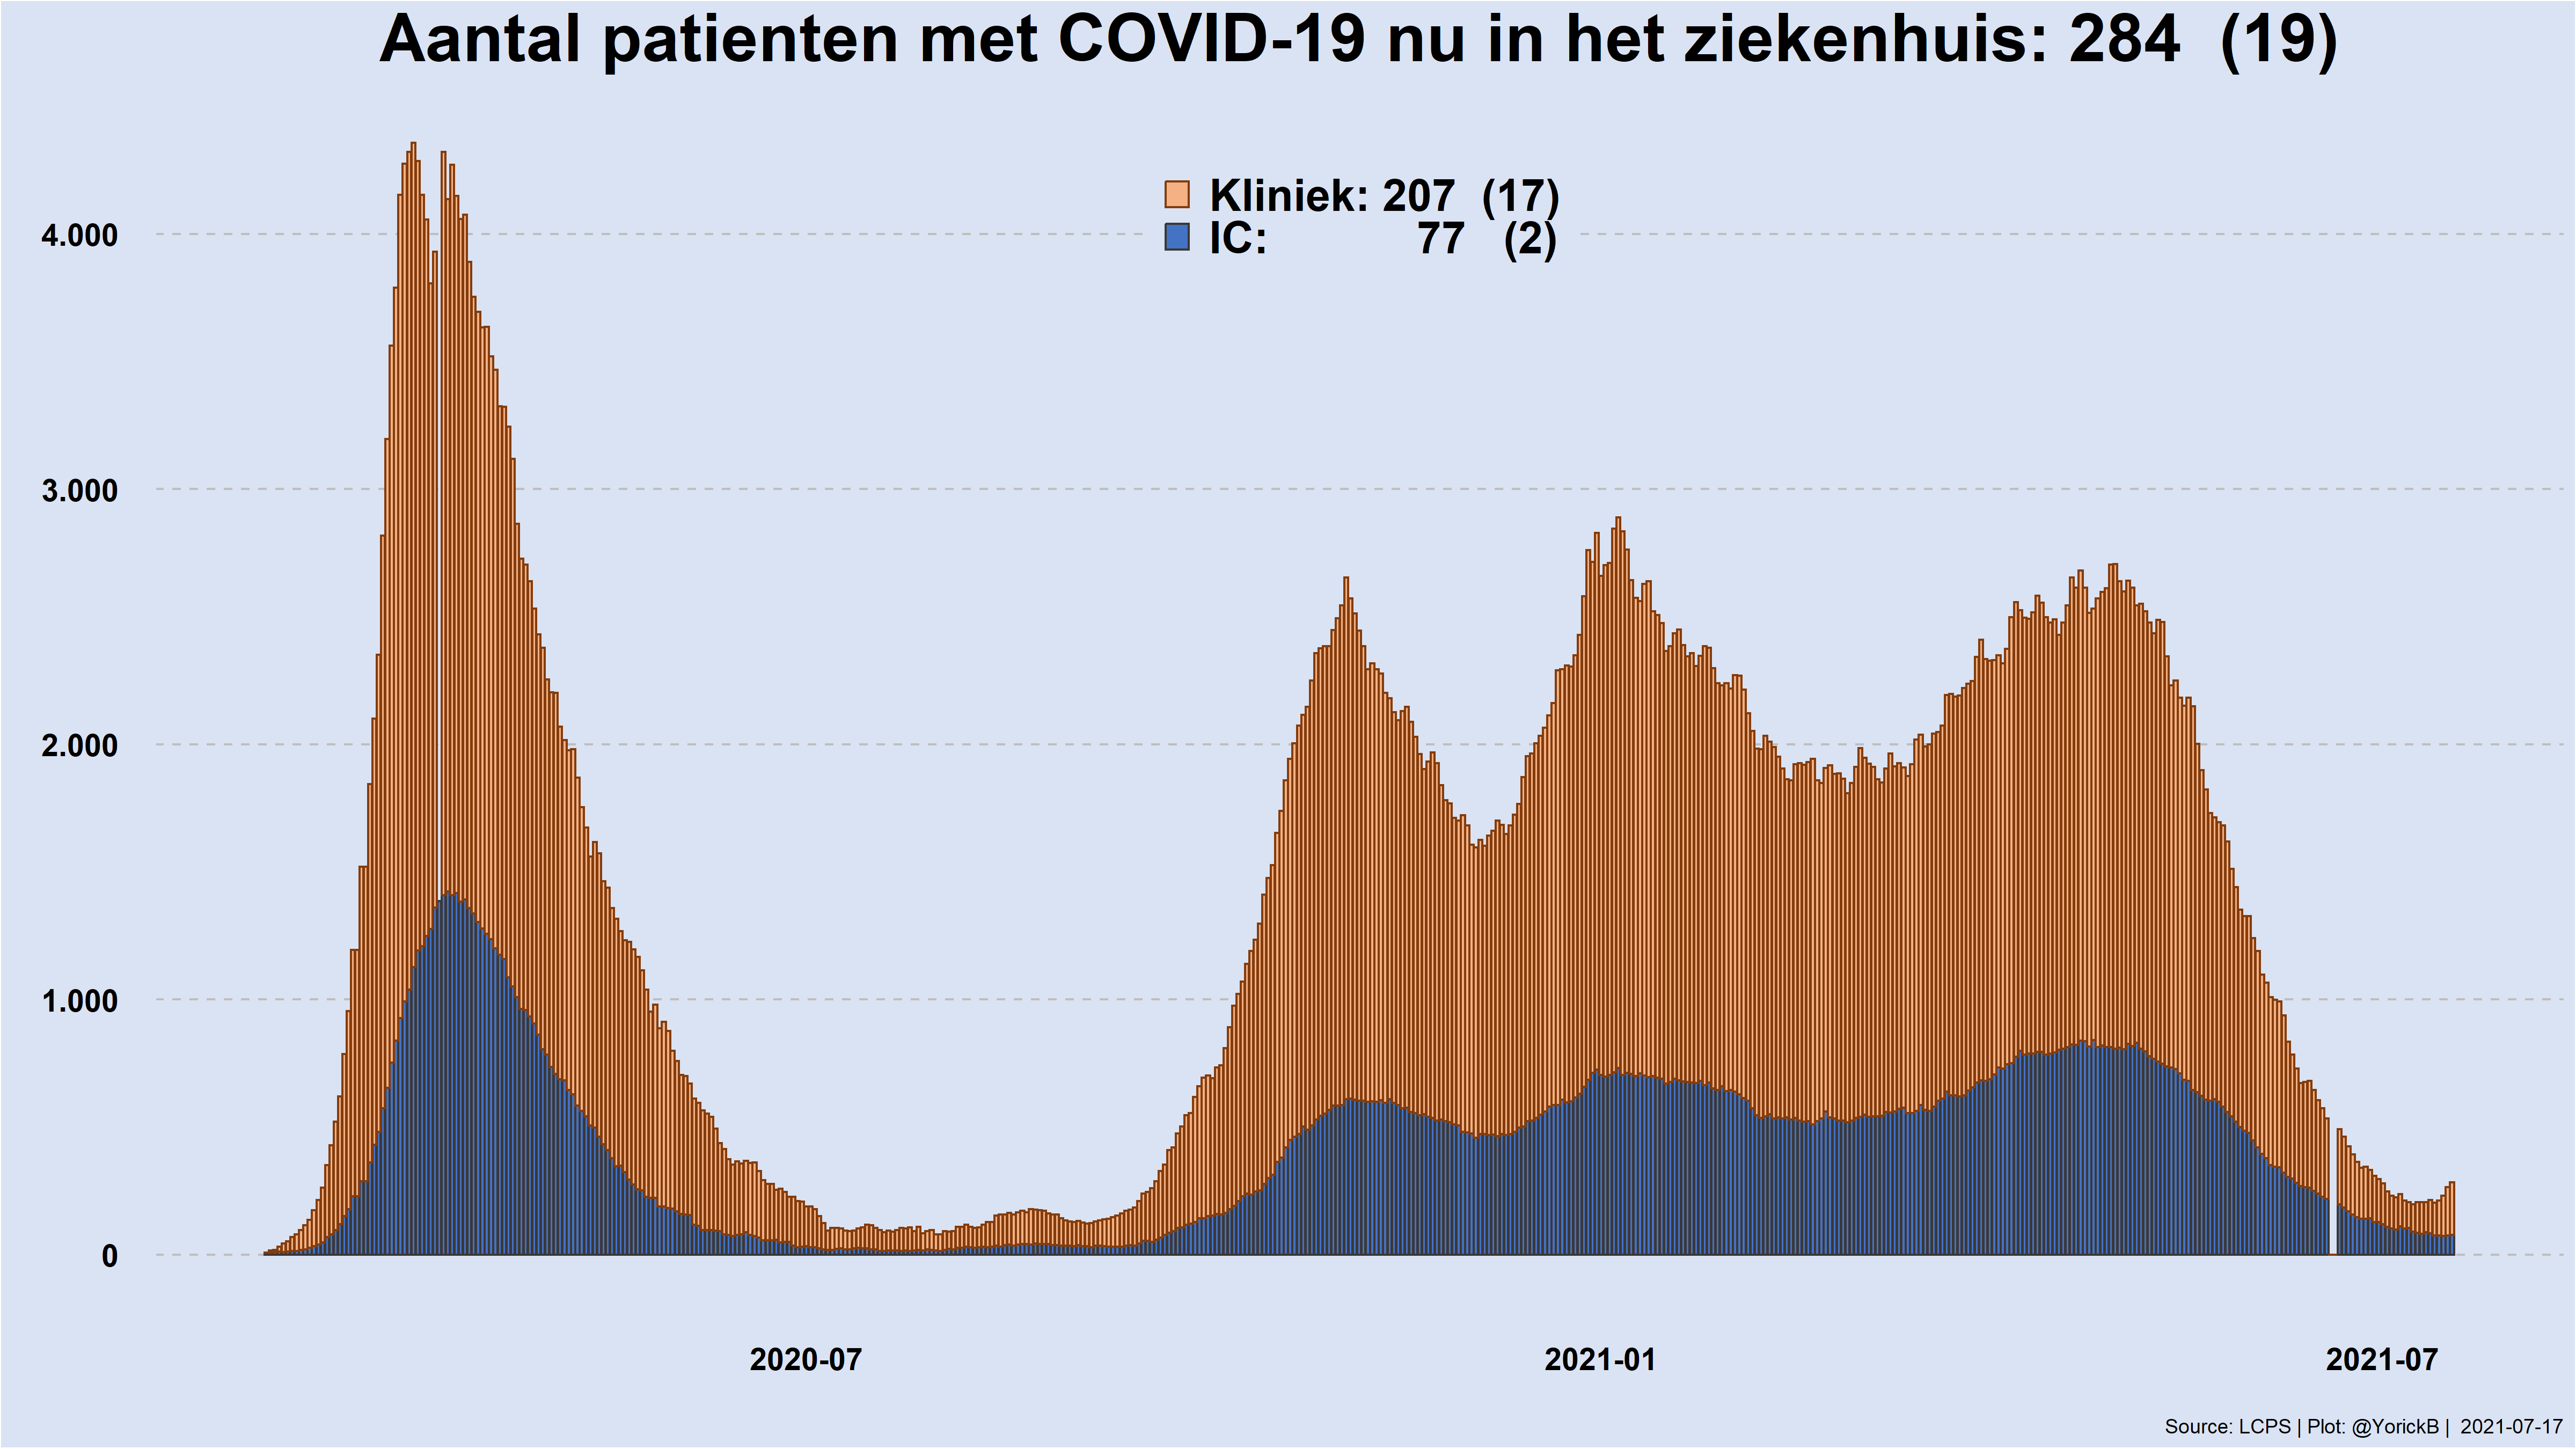 Aantal patienten met COVID-19 nu in het ziekenhuis: 284 (19)
Kliniek: 207 (17)
IC: 77 (2)
4.000
3.000
2.000
1.000
0
2020-07
2021-01
2021-07
Source: LCPS | Plot: @YorickB | 2021-07-17